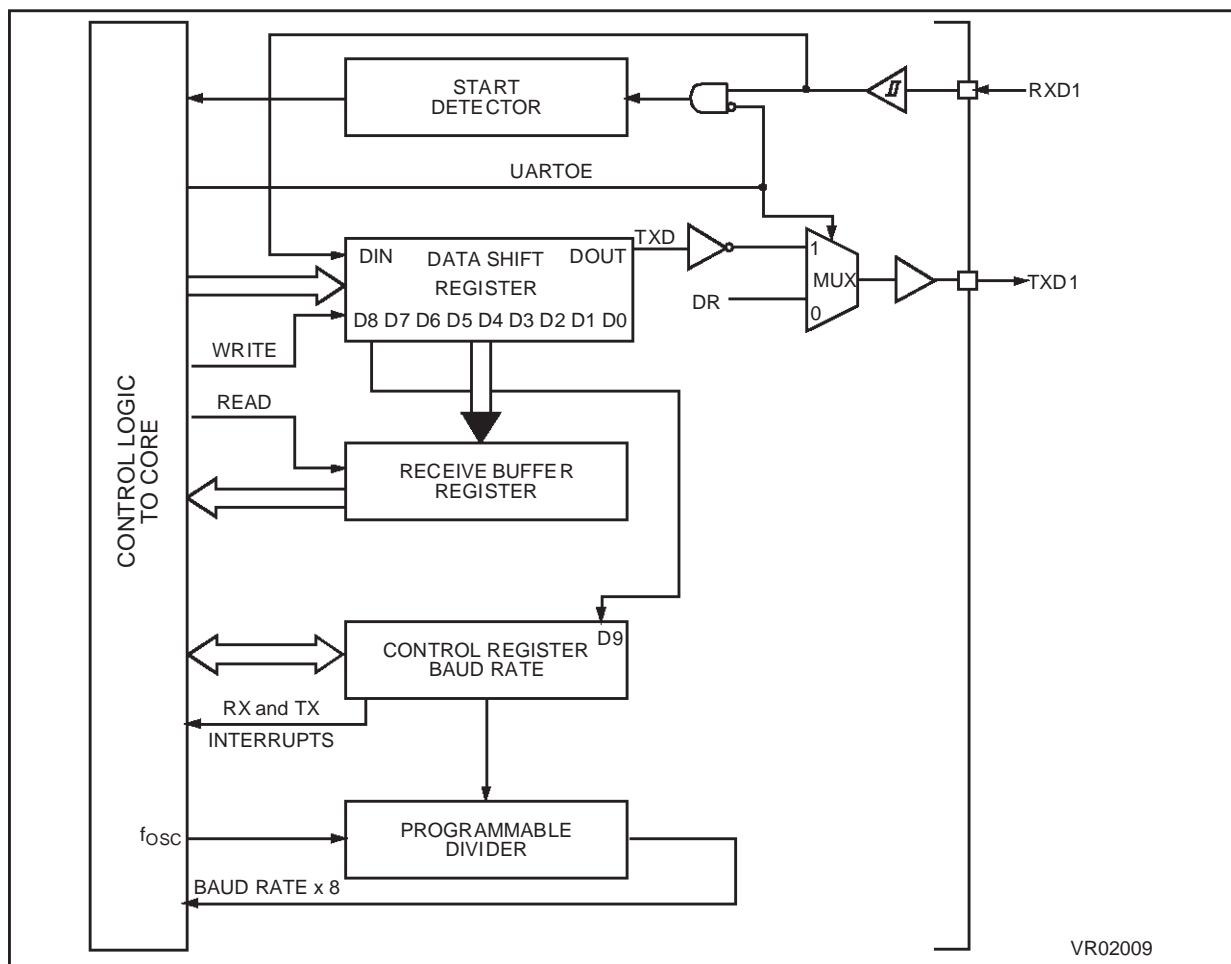 START
DETECTOR
RXD1
UARTOE
TXD
DIN
DATA SHIFT
DOUT
REGISTER
D8 D7 D6 D5 D4 D3 D2 D1 D0
1
MUX
0
DR
TXD1
WRITE
READ
CONTROL LOGIC
TO CORE
RECEIVE BUFFER
REGISTER
D9
CONTROL REGISTER
BAUD RATE
RX and TX
INTERRUPTS
fOSC
PROGRAMMABLE
DIVIDER
BAUD RATE x 8
VR02009